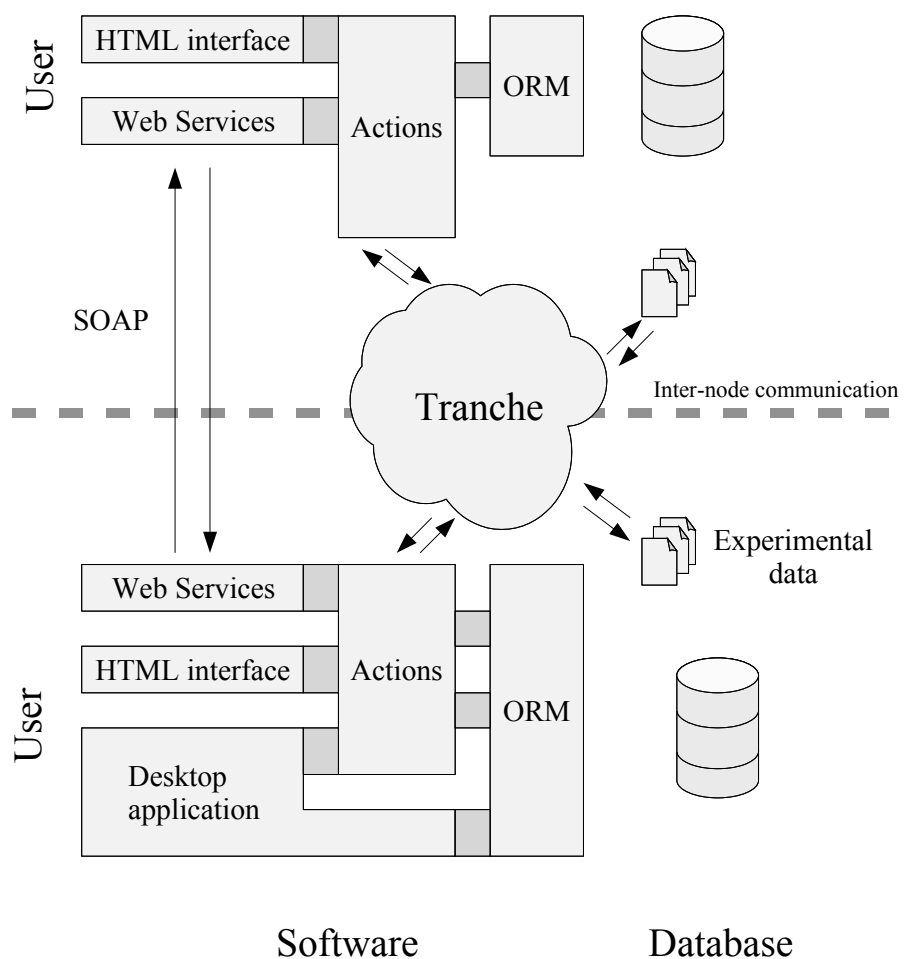 User
HTML interface
Web Services
Actions
ORM
SOAP
Tranche
Inter-node communication
Experimental
data
User
Web Services
HTML interface
Desktop
application
Actions
ORM
Software
Database